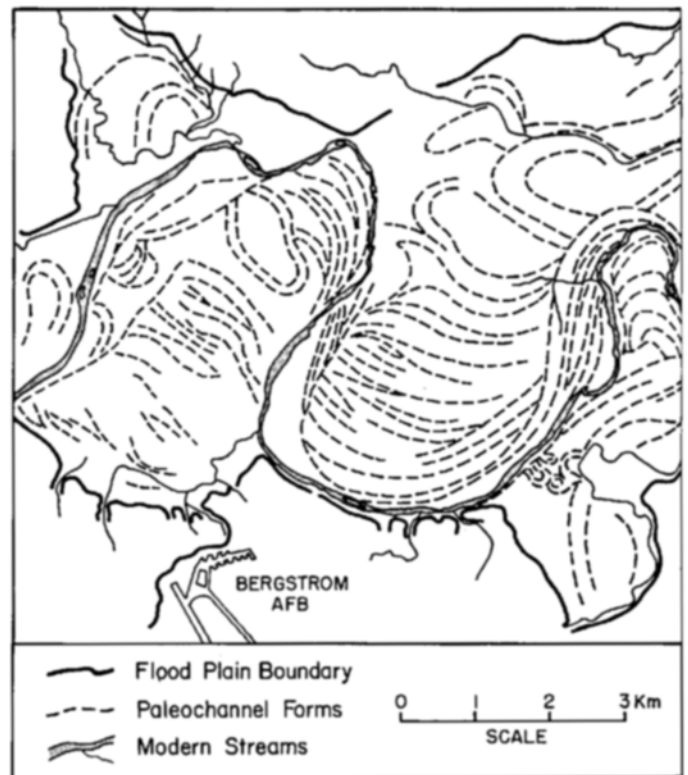 BERGSTROM
AFB
Flood Plain Boundary
Paleochannel Forms
Modern Streams
0 1 2 3 Km
SCALE